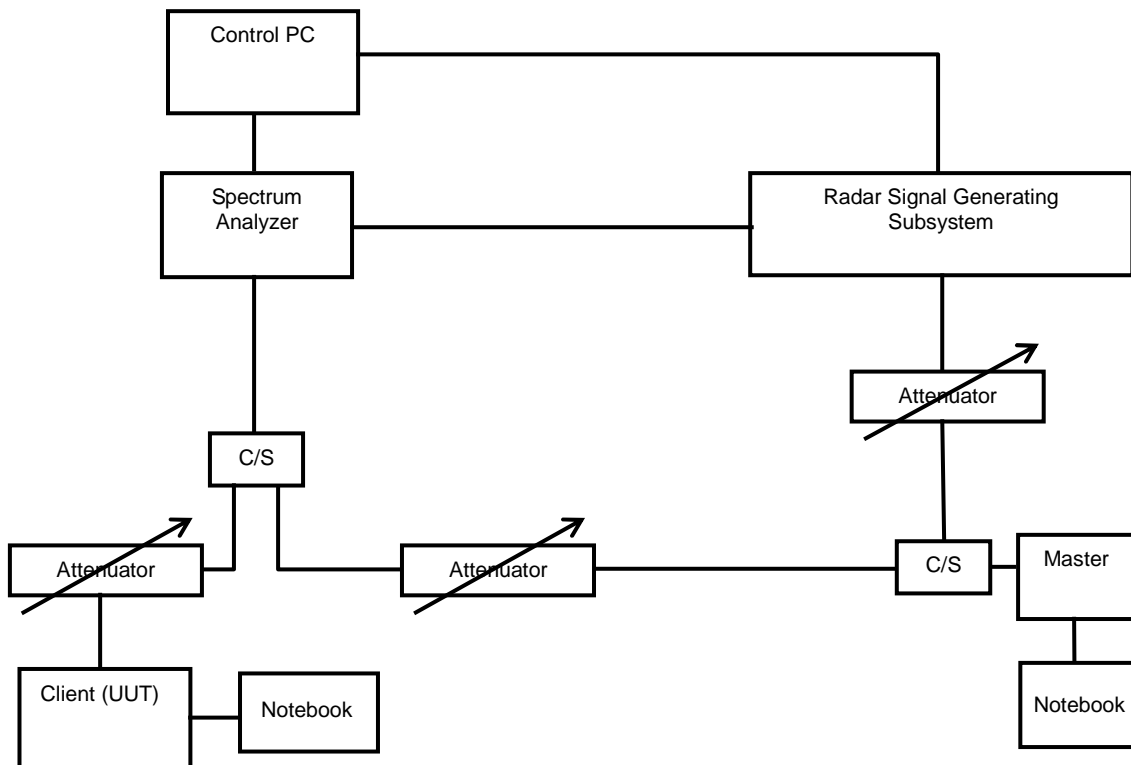 Control PC
Spectrum
Analyzer
Radar Signal Generating
Subsystem
Attenuator
C/S
Attenuator
Attenuator
C/S
Master
Client (UUT)
Notebook
Notebook